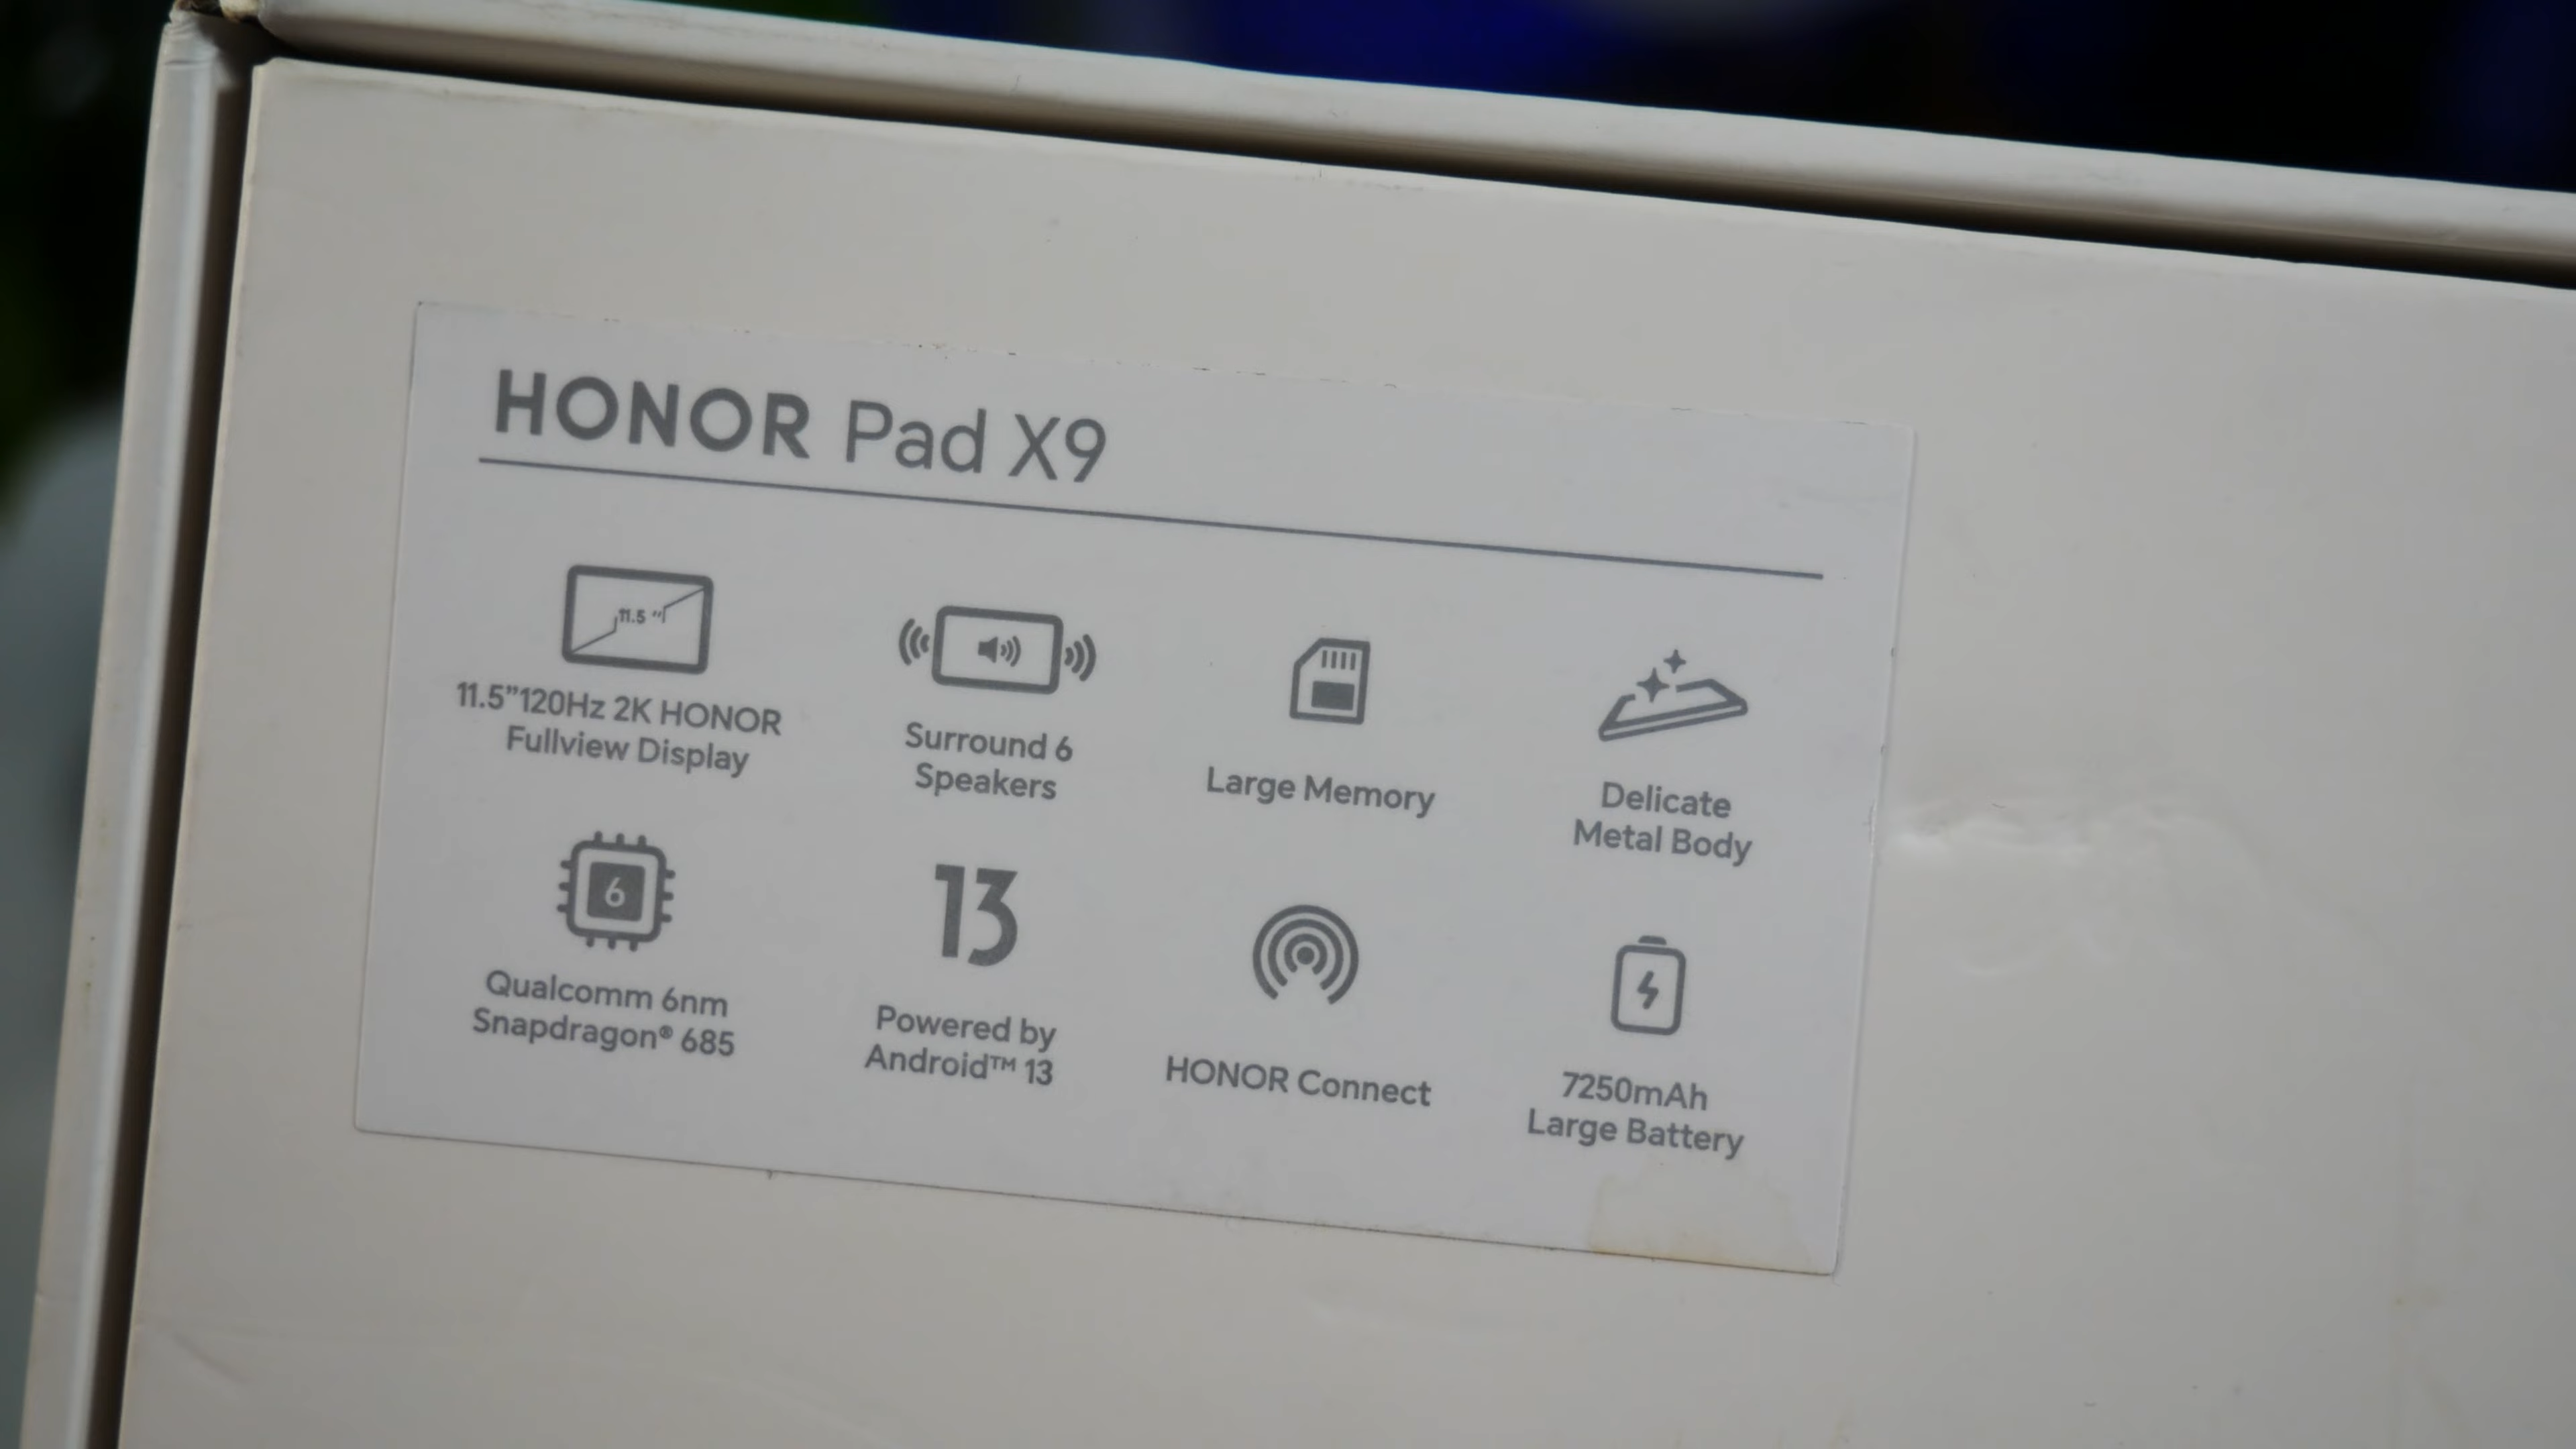 HONOR Pad X9
11.5"
11.5”120Hz 2K HONOR
Fullview Display
Surround 6
Speakers
Large Memory
Delicate
Metal Body
6
Qualcomm 6nm
Snapdragon® 685
13
Powered by
Android™ 13
HONOR Connect
7250mAh
Large Battery